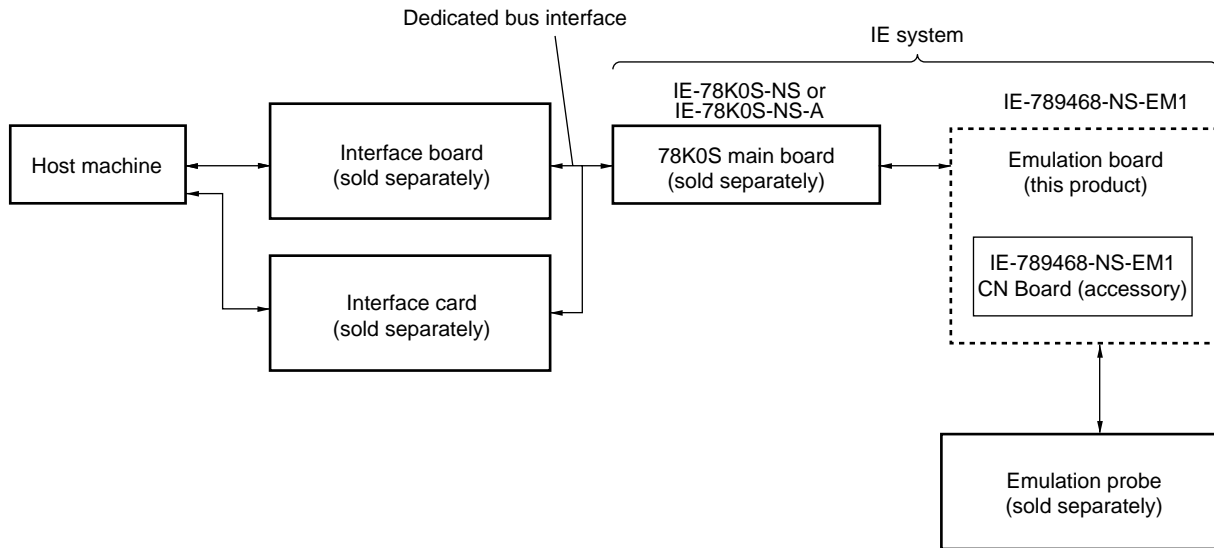 Dedicated bus interface
IE system
IE-78K0S-NS or
IE-78K0S-NS-A
IE-789468-NS-EM1
Host machine
Interface board
(sold separately)
78K0S main board
(sold separately)
Emulation board
(this product)
IE-789468-NS-EM1
CN Board (accessory)
Interface card
(sold separately)
Emulation probe
(sold separately)